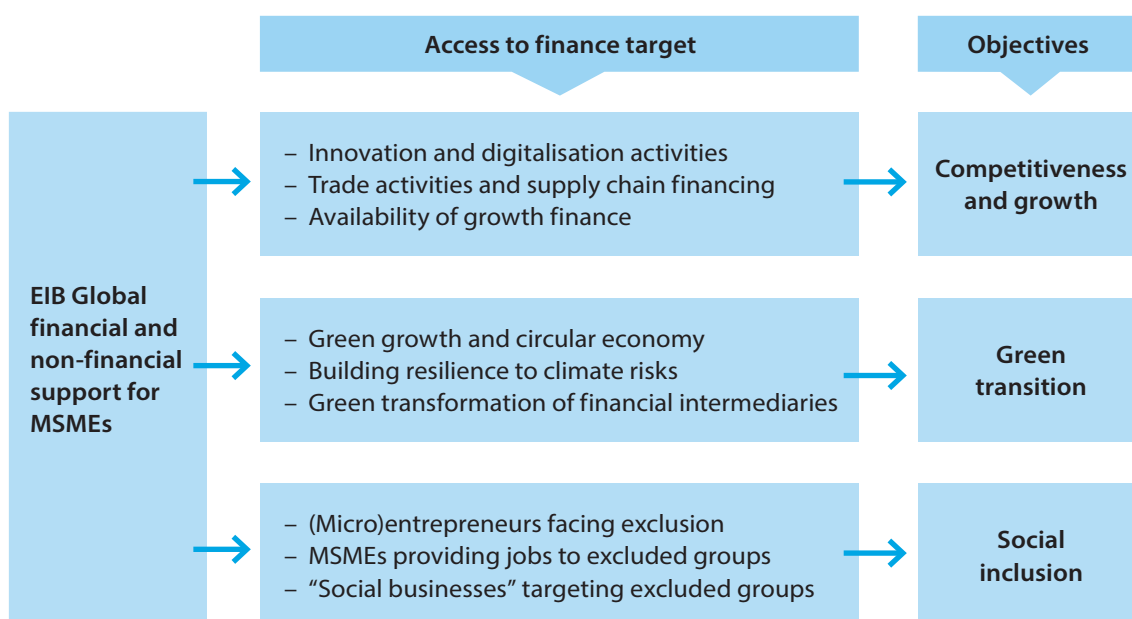 Access to finance target
Objectives
EIB Global
financial and
non-financial
support for
MSMEs
– Innovation and digitalisation activities
– Trade activities and supply chain financing
– Availability of growth finance
Competitiveness
and growth
– Green growth and circular economy
– Building resilience to climate risks
– Green transformation of financial intermediaries
Green
transition
– (Micro)entrepreneurs facing exclusion
– MSMEs providing jobs to excluded groups
– “Social businesses” targeting excluded groups
Social
inclusion